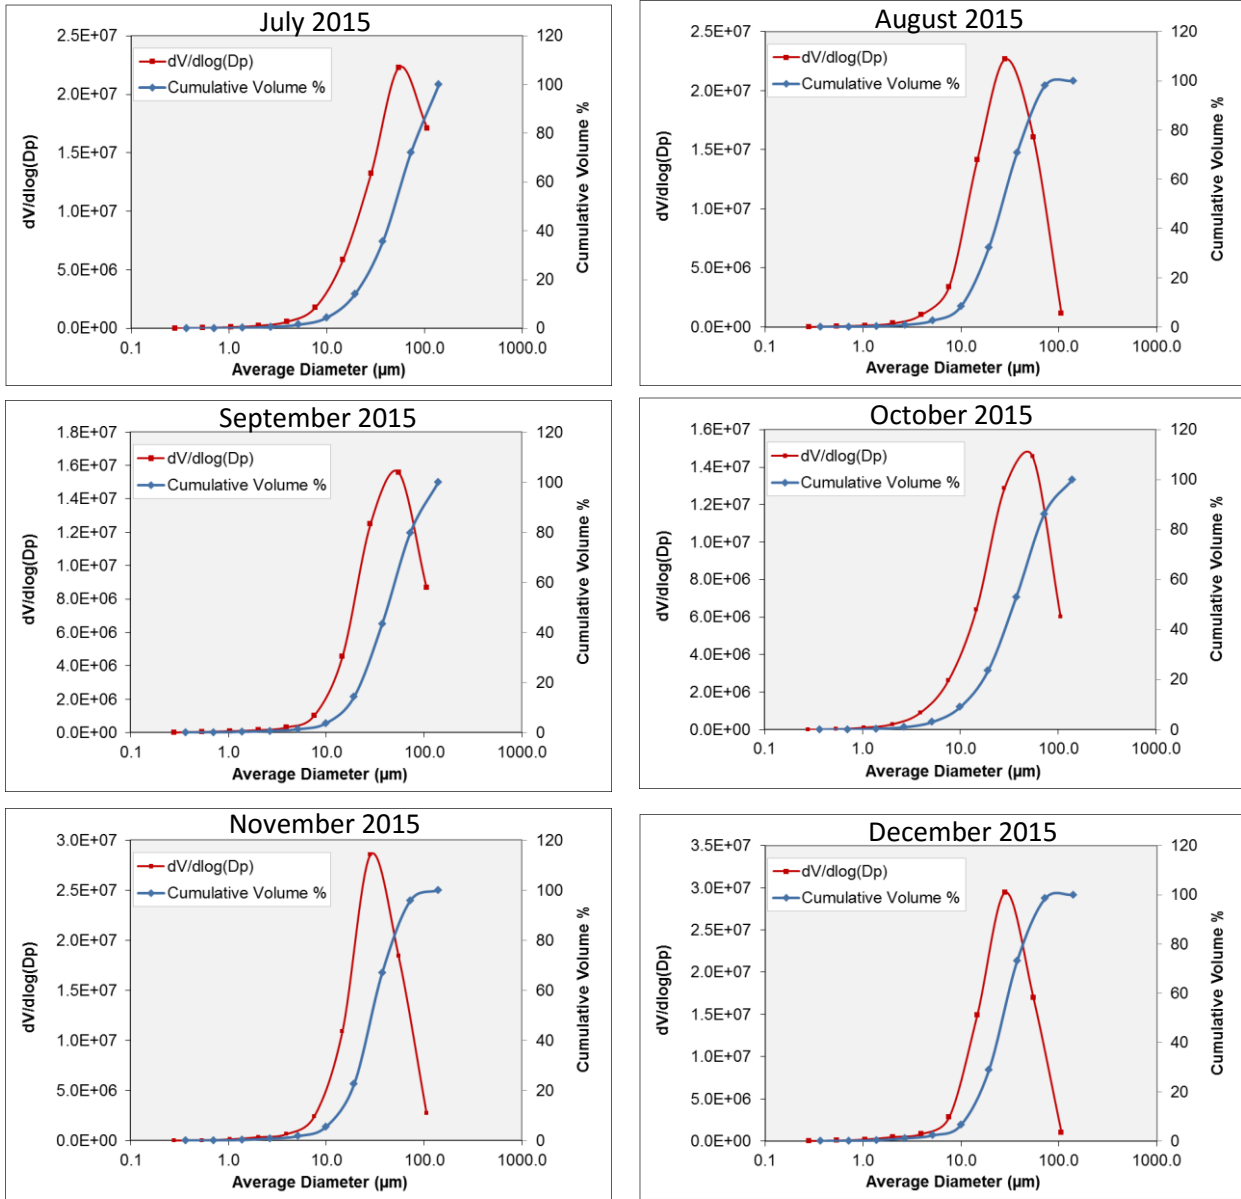 July 2015
2.5E+07
2.0E+07
1.5E+07
1.0E+07
5.0E+06
0.0E+00
dV/dlog(Dp)
dV/dlog(Dp)
Cumulative Volume %
120
100
80
60
40
20
0
Cumulative Volume %
0.1 1.0 10.0 100.0 1000.0
Average Diameter (µm)
August 2015
2.5E+07
2.0E+07
1.5E+07
1.0E+07
5.0E+06
0.0E+00
dV/dlog(Dp)
dV/dlog(Dp)
Cumulative Volume %
120
100
80
60
40
20
0
Cumulative Volume %
0.1 1.0 10.0 100.0 1000.0
Average Diameter (µm)
September 2015
1.8E+07
1.6E+07
1.4E+07
1.2E+07
1.0E+07
8.0E+06
6.0E+06
4.0E+06
2.0E+06
0.0E+00
dV/dlog(Dp)
dV/dlog(Dp)
Cumulative Volume %
120
100
80
60
40
20
0
Cumulative Volume %
0.1 1.0 10.0 100.0 1000.0
Average Diameter (µm)
October 2015
1.6E+07
1.4E+07
1.2E+07
1.0E+07
8.0E+06
6.0E+06
4.0E+06
2.0E+06
0.0E+00
dV/dlog(Dp)
dV/dlog(Dp)
Cumulative Volume %
120
100
80
60
40
20
0
Cumulative Volume %
0.1 1.0 10.0 100.0 1000.0
Average Diameter (µm)
November 2015
3.0E+07
2.5E+07
2.0E+07
1.5E+07
1.0E+07
5.0E+06
0.0E+00
dV/dlog(Dp)
dV/dlog(Dp)
Cumulative Volume %
120
100
80
60
40
20
0
Cumulative Volume %
0.1 1.0 10.0 100.0 1000.0
Average Diameter (µm)
December 2015
3.5E+07
3.0E+07
2.5E+07
2.0E+07
1.5E+07
1.0E+07
5.0E+06
0.0E+00
dV/dlog(Dp)
dV/dlog(Dp)
Cumulative Volume %
120
100
80
60
40
20
0
Cumulative Volume %
0.1 1.0 10.0 100.0 1000.0
Average Diameter (µm)